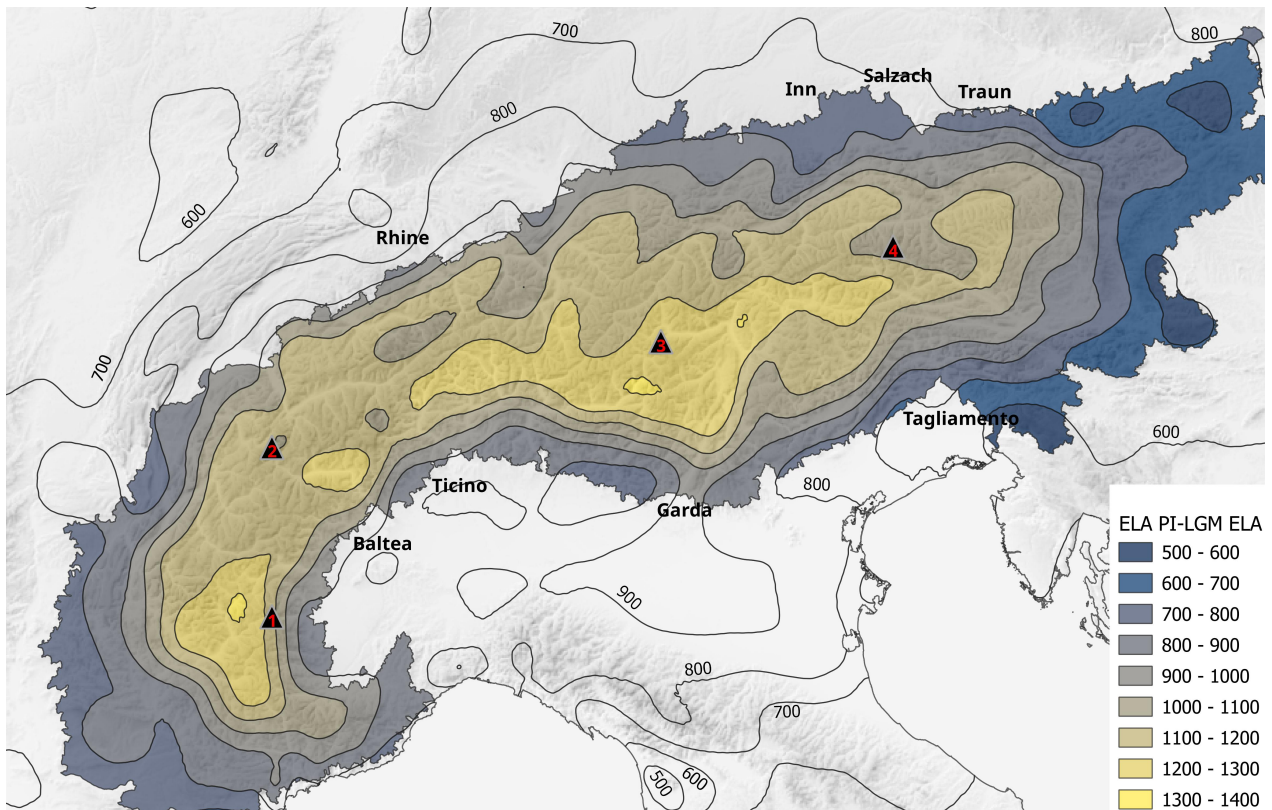 700
800
Salzach
Inn
Traun
800
600
Rhine
4
700
3
2
Tagliamento
600
Ticino
800
Garda
Baltea
ELA PI-LGM ELA
500 - 600
600 - 700
700 - 800
800 - 900
900 - 1000
1000 - 1100
1100 - 1200
1200 - 1300
1300 - 1400
900
1
800
700
600
500